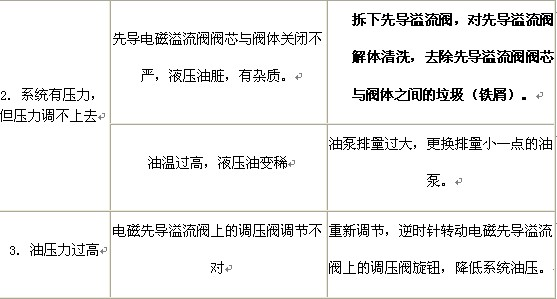 2. 系统有压力，
但压力调不上去
先导电磁溢流阀阀芯与阀体关闭不
严，液压油脏，有杂质。
拆下先导溢流阀，对先导溢流阀
解体清洗，去除先导溢流阀阀芯
与阀体之间的垃圾（铁屑）。
油温过高，液压油变稀
油泵排量过大，更换排量小一点的油
泵。
3. 油压力过高
电磁先导溢流阀上的调压阀调节不
对
重新调节，逆时针转动电磁先导溢流
阀上的调压阀旋钮，降低系统油压。